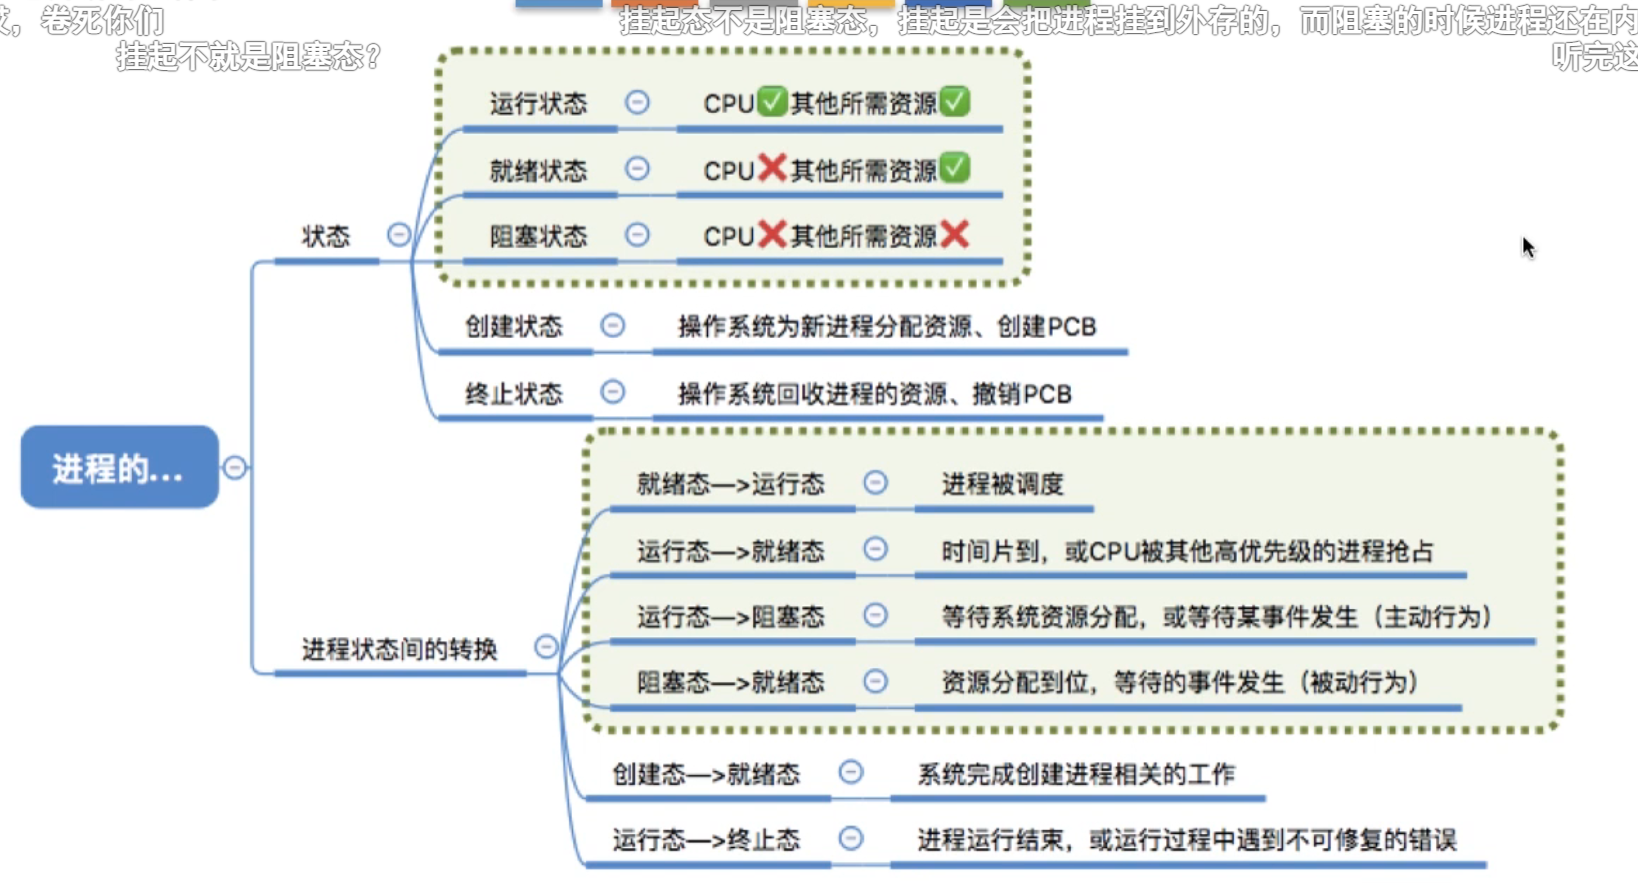 ，卷死你们
挂起态不是阻塞态，挂起是会把进程挂到外存的，而阻塞的时候进程还在内
挂起不就是阻塞态？
听完这
运行状态 CPU✅其他所需资源✅
就绪状态 CPU❌其他所需资源✅
状态
阻塞状态 CPU❌其他所需资源❌
创建状态 操作系统为新进程分配资源、创建PCB
终止状态 操作系统回收进程的资源、撤销PCB
进程的...
就绪态—>运行态 进程被调度
运行态—>就绪态 时间片到，或CPU被其他高优先级的进程抢占
运行态—>阻塞态 等待系统资源分配，或等待某事件发生（主动行为）
进程状态间的转换
阻塞态—>就绪态 资源分配到位，等待的事件发生（被动行为）
创建态—>就绪态 系统完成创建进程相关的工作
运行态—>终止态 进程运行结束，或运行过程中遇到不可修复的错误